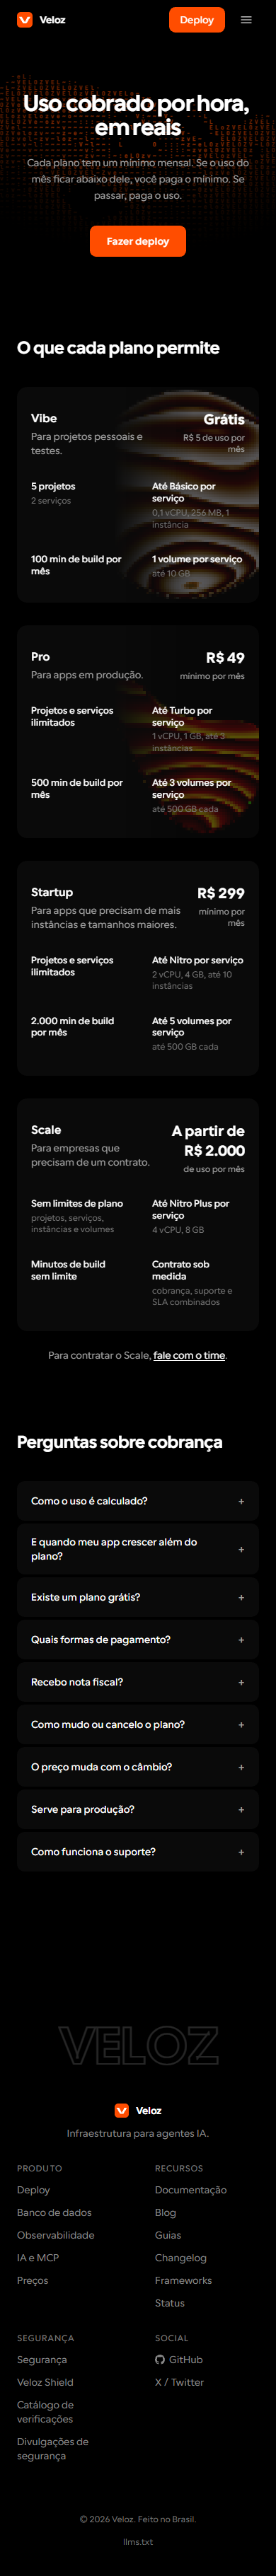 Veloz
Deploy
Uso cobrado por hora,
em reais
Cada plano tem um mínimo mensal. Se o uso do
mês ficar abaixo dele, você paga o mínimo. Se
passar, paga o uso.
Fazer deploy
O que cada plano permite
Vibe
Grátis
Para projetos pessoais e
testes.
R$ 5 de uso por
mês
5 projetos
2 serviços
Até Básico por
serviço
0,1 vCPU, 256 MB, 1
instância
100 min de build por
mês
1 volume por serviço
até 10 GB
Pro
R$ 49
Para apps em produção.
mínimo por mês
Projetos e serviços
ilimitados
Até Turbo por
serviço
1 vCPU, 1 GB, até 3
instâncias
500 min de build por
mês
Até 3 volumes por
serviço
até 500 GB cada
Startup
R$ 299
Para apps que precisam de mais
instâncias e tamanhos maiores.
mínimo por
mês
Projetos e serviços
ilimitados
Até Nitro por serviço
2 vCPU, 4 GB, até 10
instâncias
2.000 min de build
por mês
Até 5 volumes por
serviço
até 500 GB cada
Scale
A partir de
R$ 2.000
Para empresas que
precisam de um contrato.
de uso por mês
Sem limites de plano
projetos, serviços,
instâncias e volumes
Até Nitro Plus por
serviço
4 vCPU, 8 GB
Minutos de build
sem limite
Contrato sob
medida
cobrança, suporte e
SLA combinados
Para contratar o Scale, fale com o time.
Perguntas sobre cobrança
Como o uso é calculado? +
E quando meu app crescer além do
plano? +
Existe um plano grátis? +
Quais formas de pagamento? +
Recebo nota fiscal? +
Como mudo ou cancelo o plano? +
O preço muda com o câmbio? +
Serve para produção? +
Como funciona o suporte? +
VELOZ
Veloz
Infraestrutura para agentes IA.
PRODUTO
Deploy
Banco de dados
Observabilidade
IA e MCP
Preços
RECURSOS
Documentação
Blog
Guias
Changelog
Frameworks
Status
SEGURANÇA
Segurança
Veloz Shield
Catálogo de
verificações
Divulgações de
segurança
SOCIAL
GitHub
X / Twitter
© 2026 Veloz. Feito no Brasil.
llms.txt